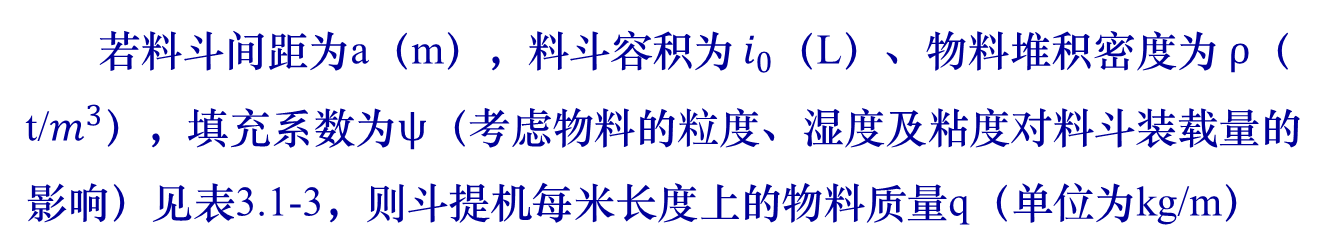 若料斗间距为a（m），料斗容积为 i₀（L）、物料堆积密度为 ρ（
t/m³），填充系数为ψ（考虑物料的粒度、湿度及粘度对料斗装载量的
影响）见表3.1-3，则斗提机每米长度上的物料质量q（单位为kg/m）